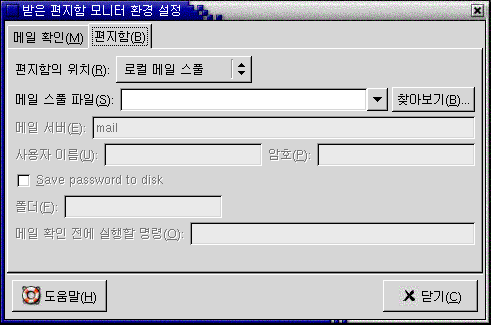 받은 편지함 모니터 환경 설정
메일 확인(M) 편지함(B)
편지함의 위치(R): 로컬 메일 스풀
메일 스풀 파일(S): 찾아보기(B)...
메일 서버(E): mail
사용자 이름(U): 암호(P):
Save password to disk
폴더(F):
메일 확인 전에 실행할 명령(O):
도움말(H) 닫기(C)